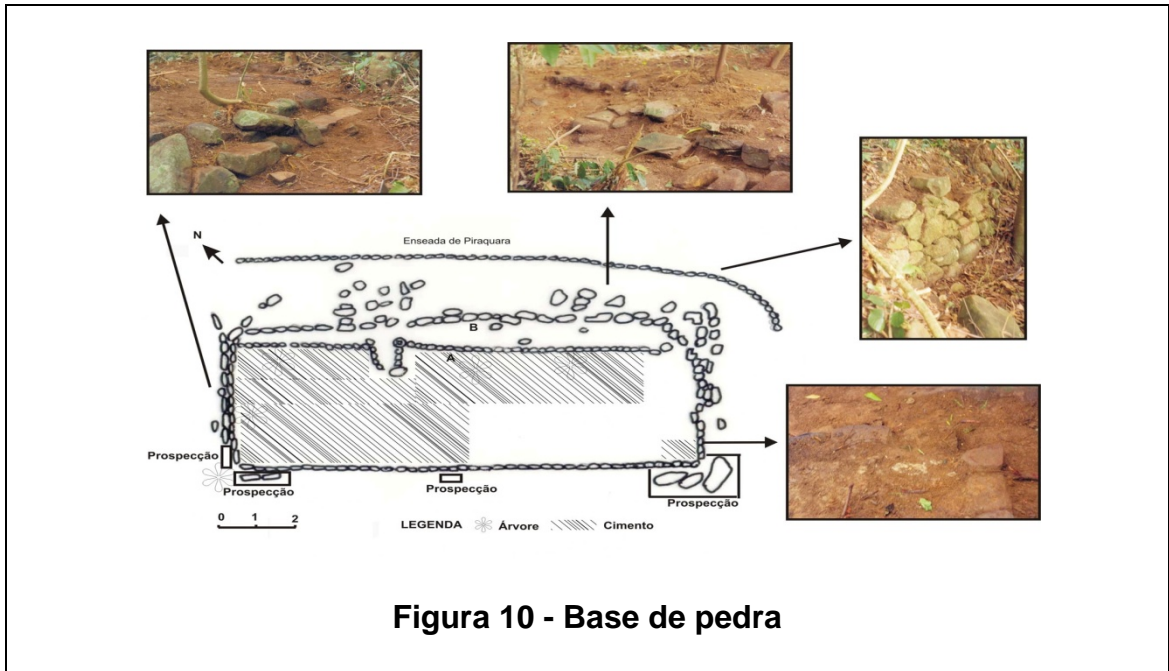 N
Enseada de Piraquara
B
A
Prospecção
Prospecção
Prospecção
Prospecção
0 1 2
LEGENDA Árvore Cimento
Figura 10 - Base de pedra